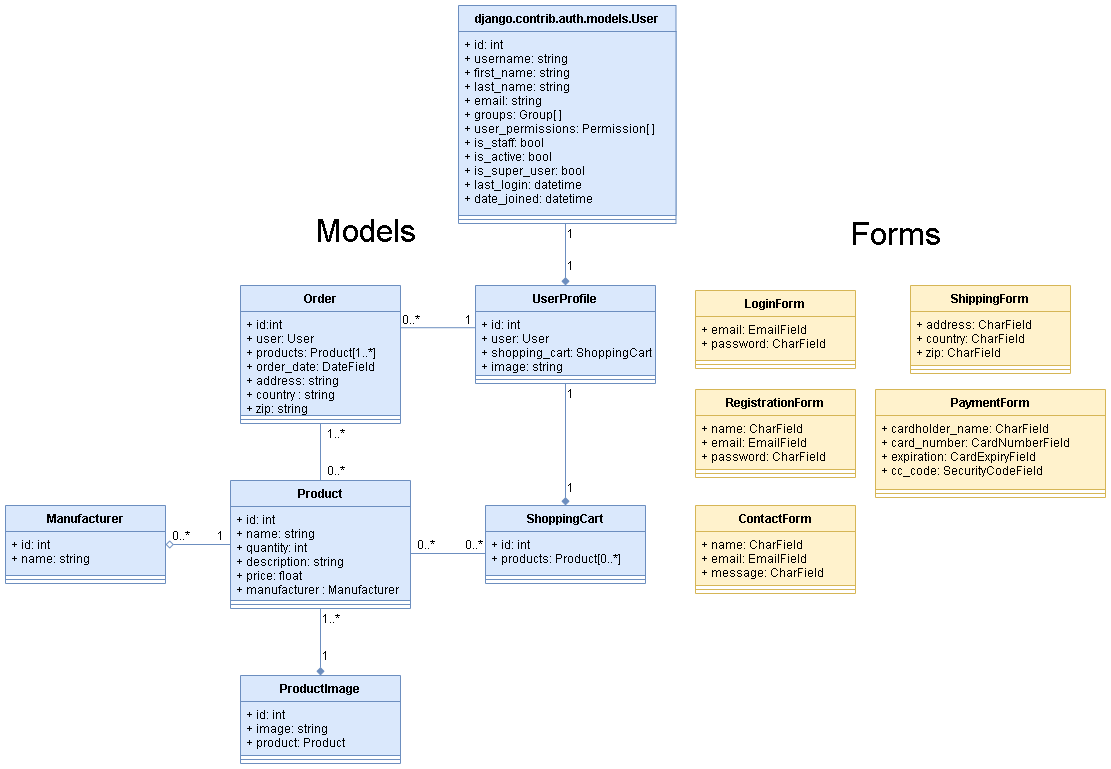 django.contrib.auth.models.User
+ id: int
+ username: string
+ first_name: string
+ last_name: string
+ email: string
+ groups: Group[ ]
+ user_permissions: Permission[ ]
+ is_staff: bool
+ is_active: bool
+ is_super_user: bool
+ last_login: datetime
+ date_joined: datetime
Models
Forms
1
1
Order
+ id:int
+ user: User
+ products: Product[1..*]
+ order_date: DateField
+ address: string
+ country : string
+ zip: string
0..*
1
UserProfile
+ id: int
+ user: User
+ shopping_cart: ShoppingCart
+ image: string
LoginForm
+ email: EmailField
+ password: CharField
ShippingForm
+ address: CharField
+ country: CharField
+ zip: CharField
RegistrationForm
+ name: CharField
+ email: EmailField
+ password: CharField
PaymentForm
+ cardholder_name: CharField
+ card_number: CardNumberField
+ expiration: CardExpiryField
+ cc_code: SecurityCodeField
1..*
0..*
1
1
Manufacturer
+ id: int
+ name: string
0..*
1
Product
+ id: int
+ name: string
+ quantity: int
+ description: string
+ price: float
+ manufacturer : Manufacturer
0..*
0..*
ShoppingCart
+ id: int
+ products: Product[0..*]
ContactForm
+ name: CharField
+ email: EmailField
+ message: CharField
1..*
1
ProductImage
+ id: int
+ image: string
+ product: Product